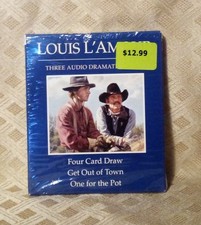 LOUIS L'AM
$12.99
THREE AUDIO DRAMAT
Four Card Draw
Get Out of Town
One for the Pot